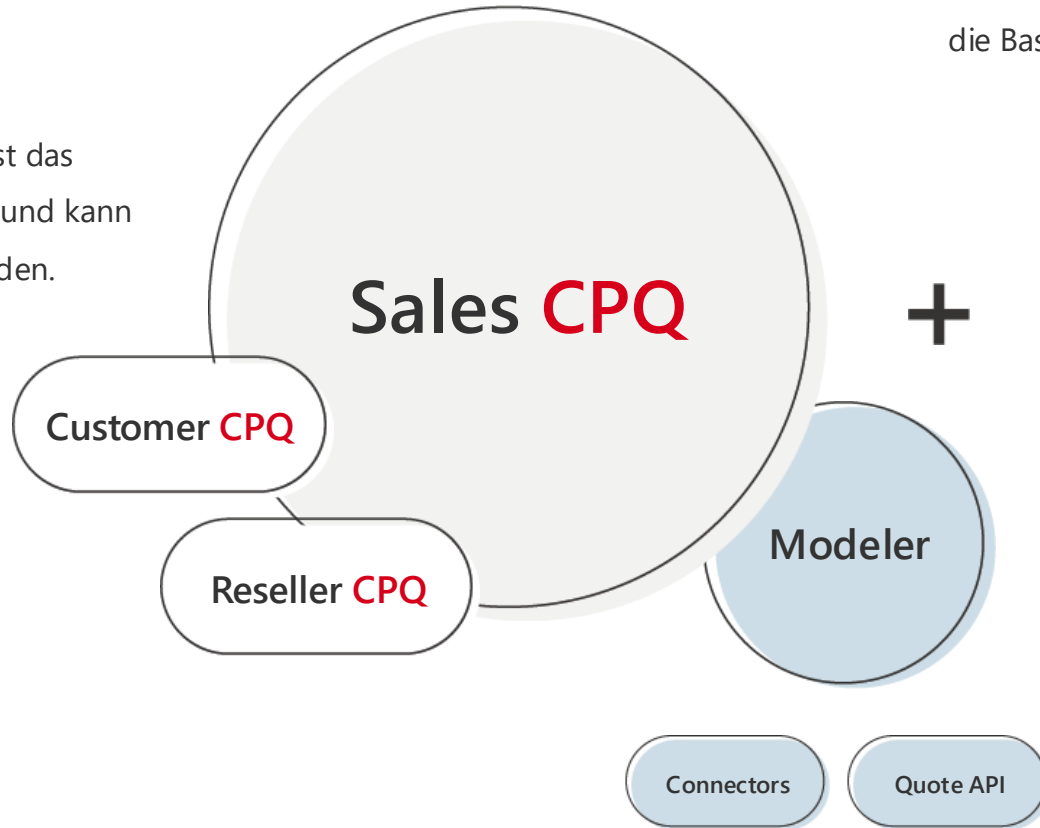 die Bas
st das
und kann
den.
Sales CPQ
+
Customer CPQ
Modeler
Reseller CPQ
Connectors
Quote API